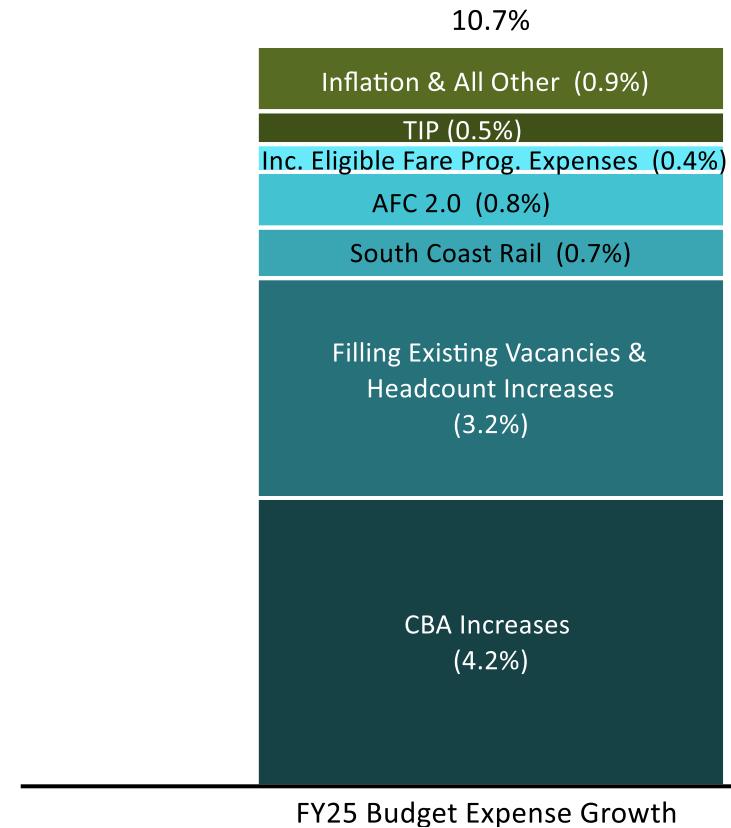 10.7%
Inflation & All Other (0.9%)
TIP (0.5%)
Inc. Eligible Fare Prog. Expenses (0.4%)
AFC 2.0 (0.8%)
South Coast Rail (0.7%)
Filling Existing Vacancies &
Headcount Increases
(3.2%)
CBA Increases
(4.2%)
FY25 Budget Expense Growth